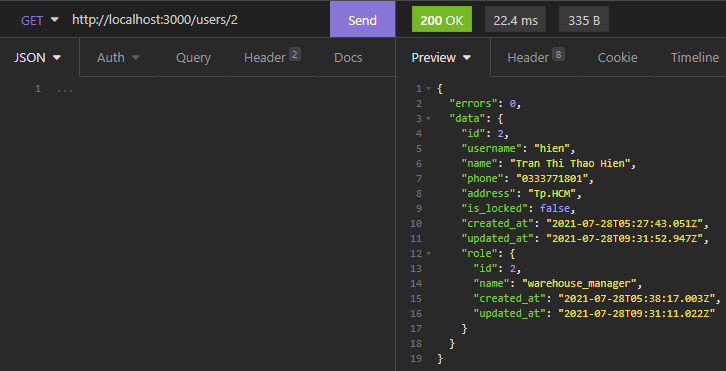 GET http://localhost:3000/users/2 Send 200 OK 22.4 ms 335 B
JSON Auth Query Header 2 Docs Preview Header 8 Cookie Timeline
1 ...
1 {
2 "errors": 0,
3 "data": {
4 "id": 2,
5 "username": "hien",
6 "name": "Tran Thi Thao Hien",
7 "phone": "0333771801",
8 "address": "Tp.HCM",
9 "is_locked": false,
10 "created_at": "2021-07-28T05:27:43.051Z",
11 "updated_at": "2021-07-28T09:31:52.947Z",
12 "role": {
13 "id": 2,
14 "name": "warehouse_manager",
15 "created_at": "2021-07-28T05:38:17.003Z",
16 "updated_at": "2021-07-28T09:31:11.022Z"
17 }
18 }
19 }